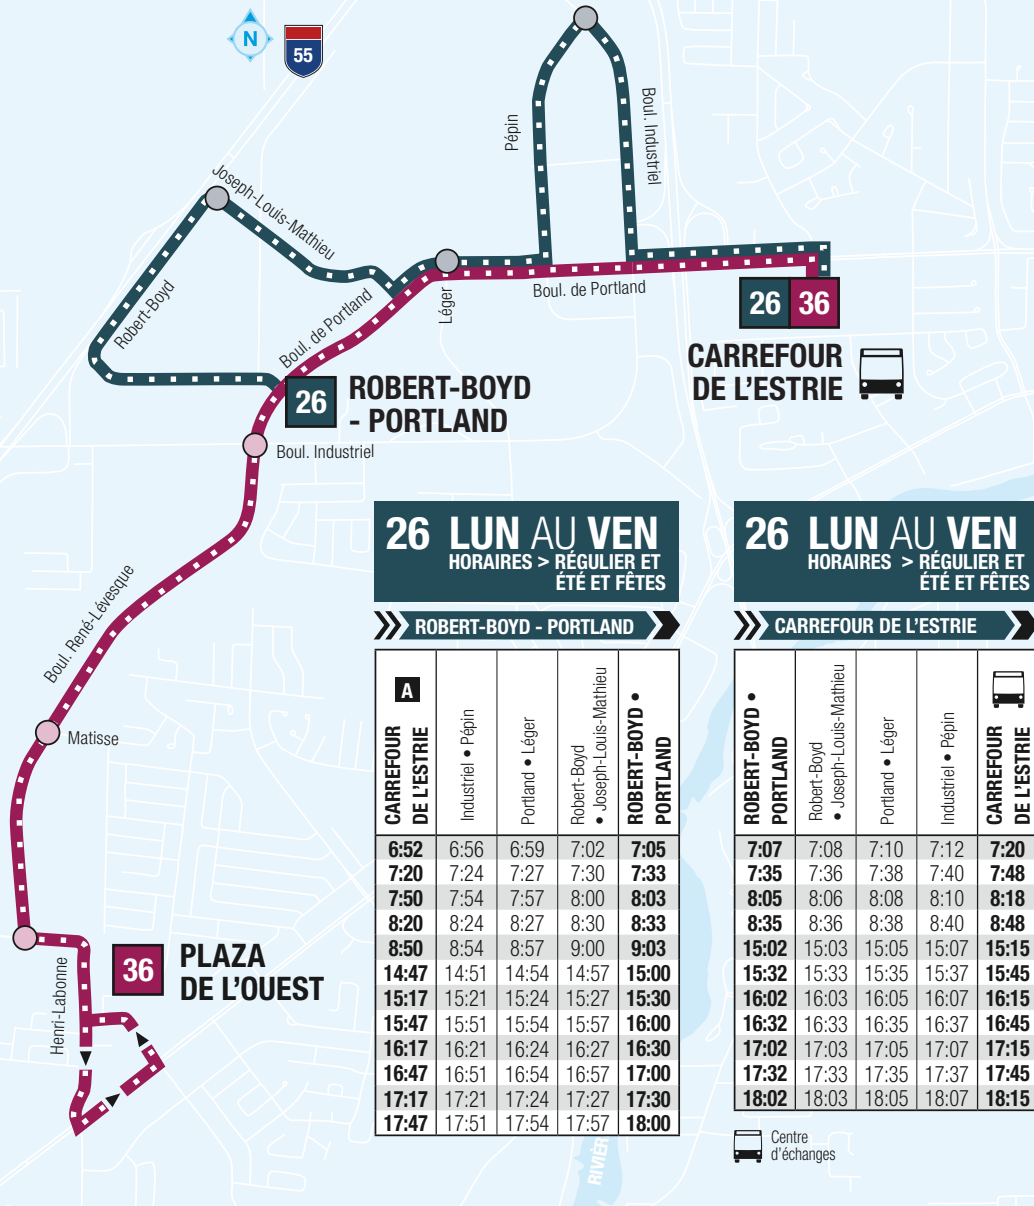 N
55
Pépin
Boul. Industriel
Joseph-Louis-Mathieu
Robert-Boyd
Boul. de Portland
Léger
Boul. de Portland
26 36
CARREFOUR
DE L'ESTRIE
26
ROBERT-BOYD
- PORTLAND
Boul. Industriel
Boul. René-Lévesque
Matisse
36
PLAZA
DE L'OUEST
Henri-Labonne
26 LUN AU VEN
HORAIRES > RÉGULIER ET
ÉTÉ ET FÊTES
ROBERT-BOYD - PORTLAND
A
CARREFOUR
DE L'ESTRIE
Industriel • Pépin
Portland • Léger
Robert-Boyd
• Joseph-Louis-Mathieu
ROBERT-BOYD •
PORTLAND
6:52 6:56 6:59 7:02 7:05
7:20 7:24 7:27 7:30 7:33
7:50 7:54 7:57 8:00 8:03
8:20 8:24 8:27 8:30 8:33
8:50 8:54 8:57 9:00 9:03
14:47 14:51 14:54 14:57 15:00
15:17 15:21 15:24 15:27 15:30
15:47 15:51 15:54 15:57 16:00
16:17 16:21 16:24 16:27 16:30
16:47 16:51 16:54 16:57 17:00
17:17 17:21 17:24 17:27 17:30
17:47 17:51 17:54 17:57 18:00
26 LUN AU VEN
HORAIRES > RÉGULIER ET
ÉTÉ ET FÊTES
CARREFOUR DE L'ESTRIE
ROBERT-BOYD •
PORTLAND
Robert-Boyd
• Joseph-Louis-Mathieu
Portland • Léger
Industriel • Pépin
CARREFOUR
DE L'ESTRIE
7:07 7:08 7:10 7:12 7:20
7:35 7:36 7:38 7:40 7:48
8:05 8:06 8:08 8:10 8:18
8:35 8:36 8:38 8:40 8:48
15:02 15:03 15:05 15:07 15:15
15:32 15:33 15:35 15:37 15:45
16:02 16:03 16:05 16:07 16:15
16:32 16:33 16:35 16:37 16:45
17:02 17:03 17:05 17:07 17:15
17:32 17:33 17:35 17:37 17:45
18:02 18:03 18:05 18:07 18:15
Centre
d'échanges